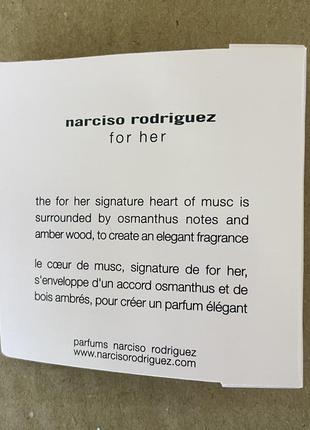 narciso rodriguez
for her
the for her signature heart of musc is
surrounded by osmanthus notes and
amber wood, to create an elegant fragrance
le cœur de musc, signature de for her,
s'enveloppe d'un accord osmanthus et de
bois ambrés, pour créer un parfum élégant
parfums narciso rodriguez
www.narcisorodriguez.com